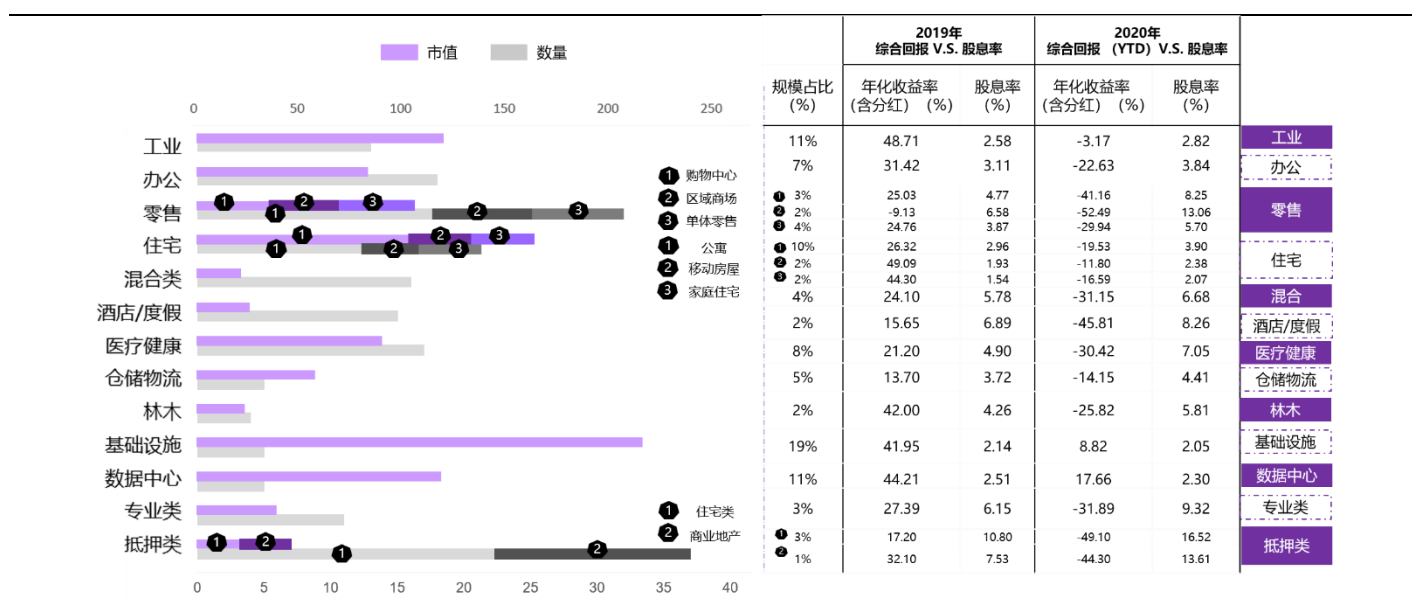 市值 数量
0 50 100 150 200 250
工业
办公
零售
住宅
混合类
酒店/度假
医疗健康
仓储物流
林木
基础设施
数据中心
专业类
抵押类
0 5 10 15 20 25 30 35 40
1 2 3
1 2 3
1 2 3
1 2 3
1 2
1 2
1 购物中心
2 区域商场
3 单体零售
1 公寓
2 移动房屋
3 家庭住宅
1 住宅类
2 商业地产
2019年 2020年
综合回报 V.S. 股息率 综合回报 (YTD) V.S. 股息率
规模占比 年化收益率 股息率 年化收益率 股息率
(%) (含分红) (%) (%) (含分红) (%) (%)
11% 48.71 2.58 -3.17 2.82 工业
7% 31.42 3.11 -22.63 3.84 办公
1 3% 25.03 4.77 -41.16 8.25
2 2% -9.13 6.58 -52.49 13.06 零售
3 4% 24.76 3.87 -29.94 5.70
1 10% 26.32 2.96 -19.53 3.90
2 2% 49.09 1.93 -11.80 2.38 住宅
3 2% 44.30 1.54 -16.59 2.07
4% 24.10 5.78 -31.15 6.68 混合
2% 15.65 6.89 -45.81 8.26 酒店/度假
8% 21.20 4.90 -30.42 7.05 医疗健康
5% 13.70 3.72 -14.15 4.41 仓储物流
2% 42.00 4.26 -25.82 5.81 林木
19% 41.95 2.14 8.82 2.05 基础设施
11% 44.21 2.51 17.66 2.30 数据中心
3% 27.39 6.15 -31.89 9.32 专业类
1 3% 17.20 10.80 -49.10 16.52 抵押类
2 1% 32.10 7.53 -44.30 13.61